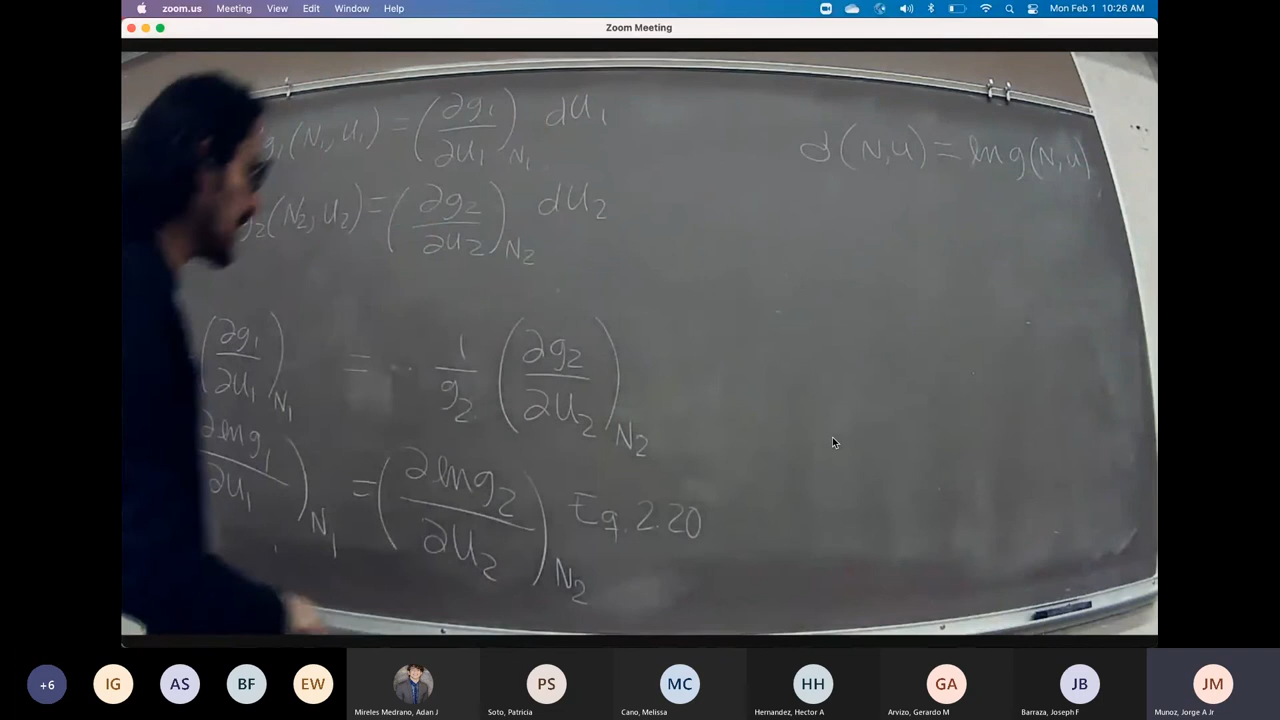 zoom.us Meeting View Edit Window Help Mon Feb 1 10:26 AM
Zoom Meeting
g₁(N₁, U₁) = (∂g₁/∂U₁)N₁ dU₁
σ(N,U) = ln g(N,U)
g₂(N₂, U₂) = (∂g₂/∂U₂)N₂ dU₂
(∂g₁/∂U₁)N₁ = 1/g₂ (∂g₂/∂U₂)N₂
∂ln g₁/∂U₁)N₁ = (∂ln g₂/∂U₂)N₂ Eq. 2.20
+6 IG AS BF EW PS MC HH GA JB JM
Mireles Medrano, Adan J Soto, Patricia Cano, Melissa Hernandez, Hector A Arvizo, Gerardo M Barraza, Joseph F Munoz, Jorge A Jr